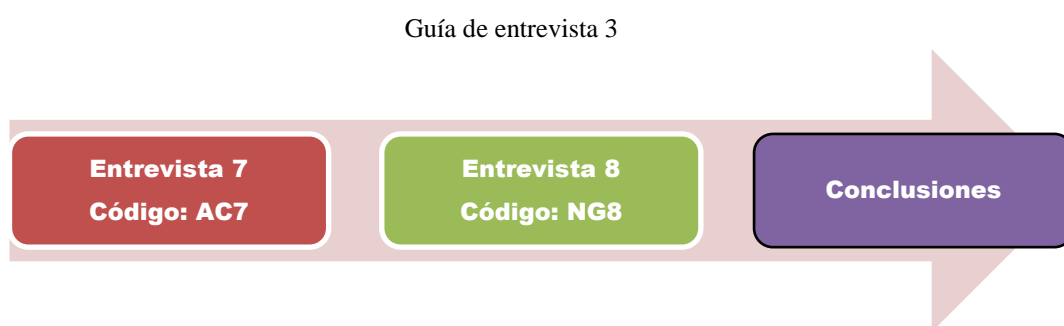 Guía de entrevista 3
Entrevista 7
Código: AC7
Entrevista 8
Código: NG8
Conclusiones